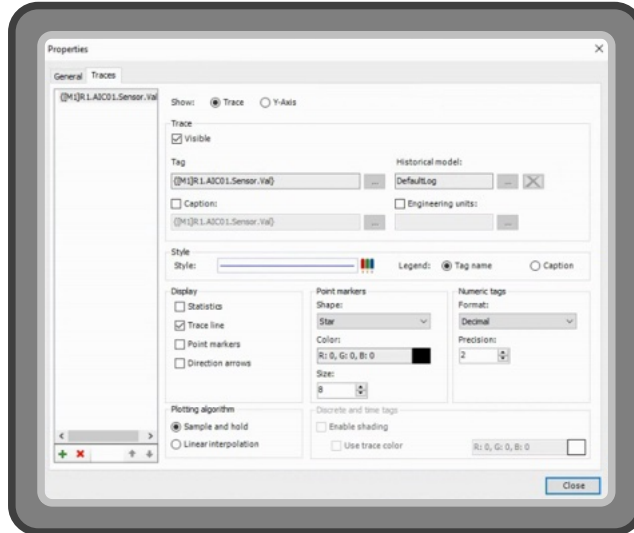 Properties
General Traces
{[M1]R1.AIC01.Sensor.Val
Show: Trace Y-Axis
Trace
Visible
Tag Historical model:
{[M1]R1.AIC01.Sensor.Val} ... DefaultLog ...
Caption: Engineering units:
{[M1]R1.AIC01.Sensor.Val} ... ...
Style
Style: Legend: Tag name Caption
Display
Statistics
Trace line
Point markers
Direction arrows
Point markers
Shape:
Star
Color:
R: 0, G: 0, B: 0
Size:
8
Numeric tags
Format:
Decimal
Precision:
2
Plotting algorithm
Sample and hold
Linear interpolation
Discrete and time tags
Enable shading
Use trace color R: 0, G: 0, B: 0
Close